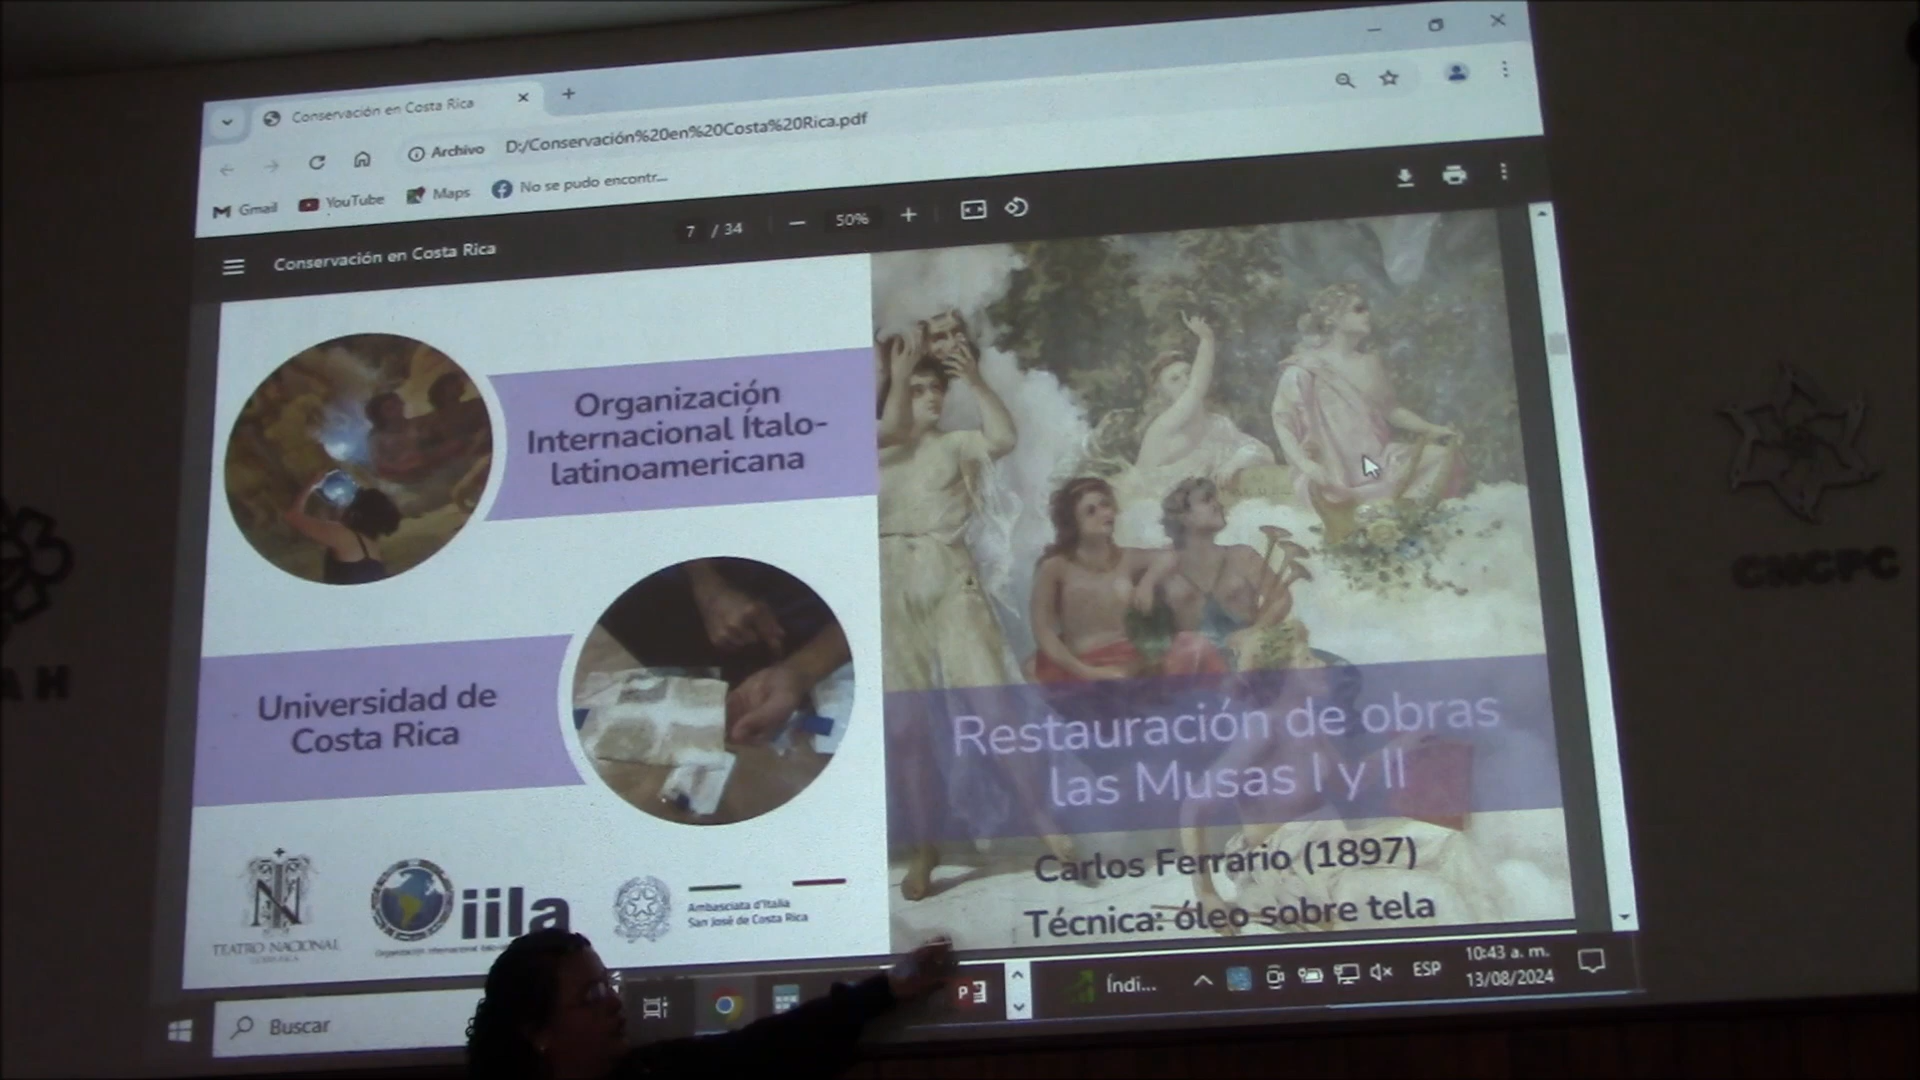 Conservación en Costa Rica
Archivo D:/Conservación%20en%20Costa%20Rica.pdf
Gmail YouTube Maps No se pudo encontr...
Conservación en Costa Rica 7 / 34 50%
Organización
Internacional Ítalo-
latinoamericana
Universidad de
Costa Rica
TEATRO NACIONAL
COSTA RICA
iila
Ambasciata d'Italia
San José de Costa Rica
Restauración de obras
las Musas I y II
Carlos Ferrario (1897)
Técnica: óleo sobre tela
Buscar
Índi...
ESP
10:43 a. m.
13/08/2024
CNCPC
AH